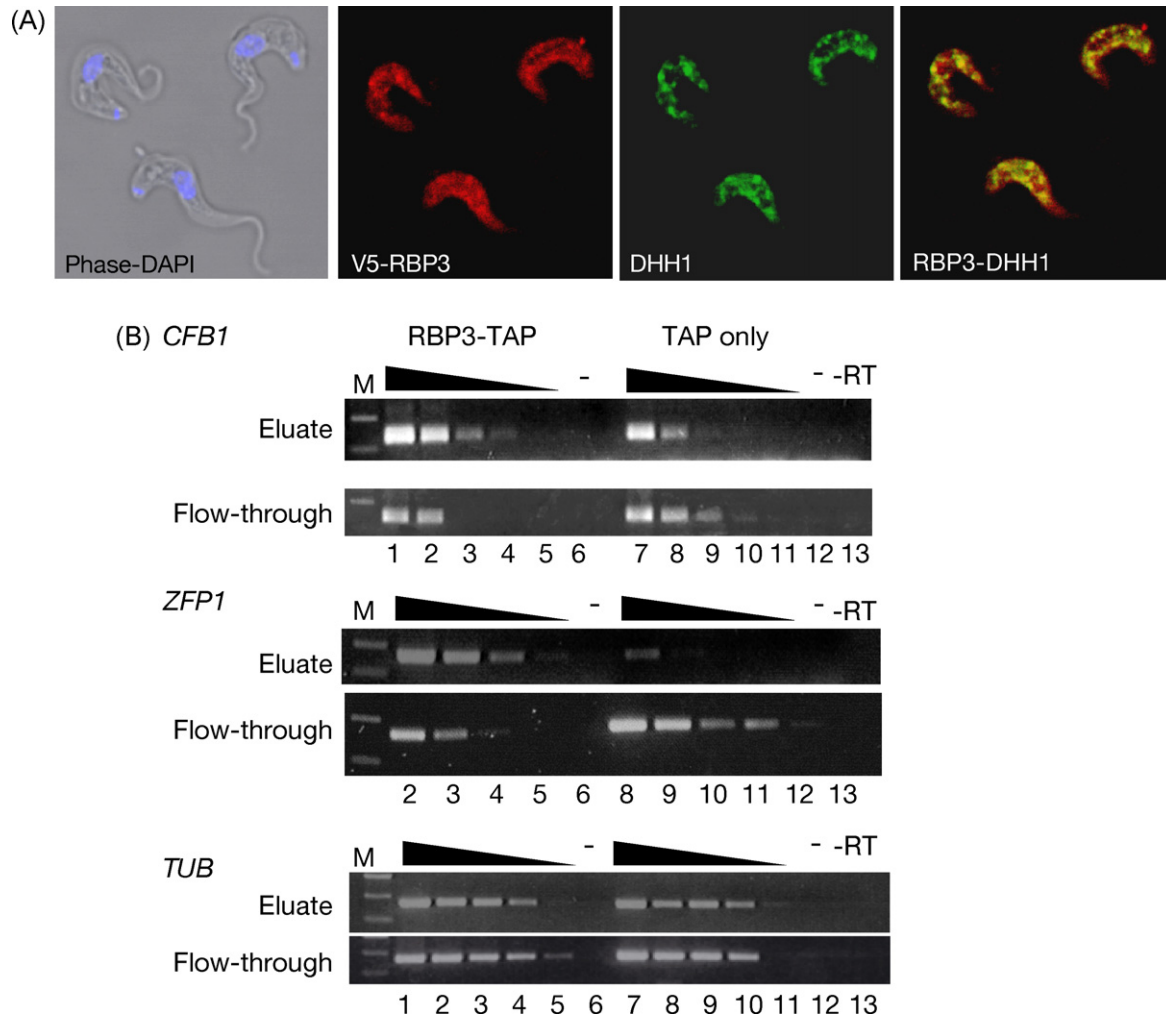 (A)
Phase-DAPI V5-RBP3 DHH1 RBP3-DHH1
(B) CFB1 RBP3-TAP TAP only
M - - -RT
Eluate
Flow-through
1 2 3 4 5 6 7 8 9 10 11 12 13
ZFP1
M - - -RT
Eluate
Flow-through
2 3 4 5 6 8 9 10 11 12 13
TUB
M - - -RT
Eluate
Flow-through
1 2 3 4 5 6 7 8 9 10 11 12 13